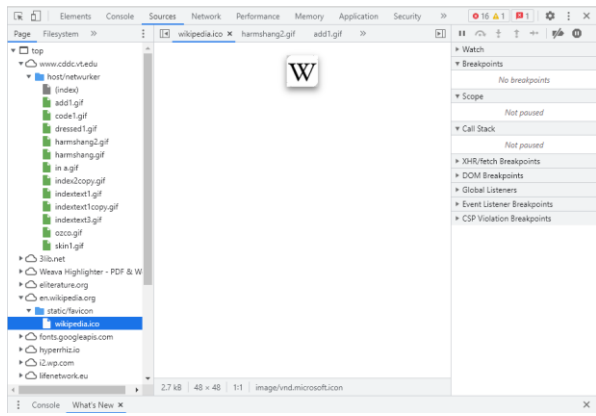 Elements Console Sources Network Performance Memory Application Security » 16 1 1
Page Filesystem » wikipedia.ico × harmshang2.gif add1.gif »
top
www.cddc.vt.edu
host/netwurker
(index)
add1.gif
code1.gif
dressed1.gif
harmshang2.gif
harmshang.gif
in a.gif
index2copy.gif
indextext1.gif
indextext1copy.gif
indextext3.gif
ozco.gif
skin1.gif
3lib.net
Weava Highlighter - PDF & W
eliterature.org
en.wikipedia.org
static/favicon
wikipedia.ico
fonts.googleapis.com
hyperrhiz.io
i2.wp.com
lifenetwork.eu
W
2.7 kB 48 × 48 1:1 image/vnd.microsoft.icon
Watch
Breakpoints
No breakpoints
Scope
Not paused
Call Stack
Not paused
XHR/fetch Breakpoints
DOM Breakpoints
Global Listeners
Event Listener Breakpoints
CSP Violation Breakpoints
Console What's New ×